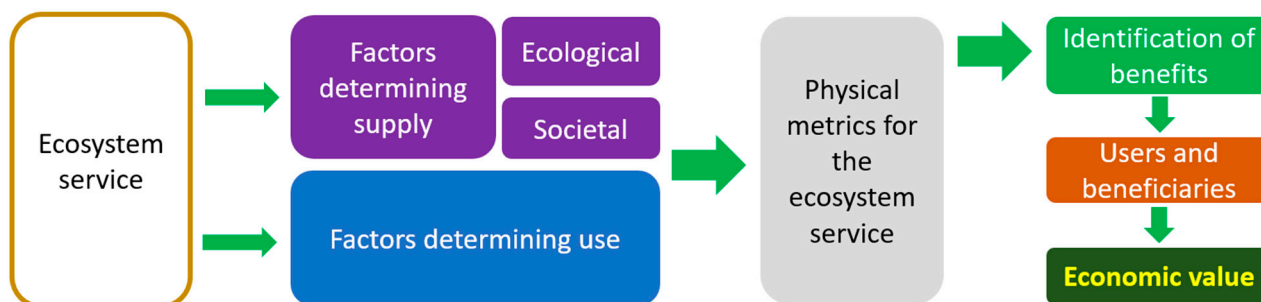 Ecosystem
service
Factors
determining
supply
Ecological
Societal
Factors determining use
Physical
metrics for
the
ecosystem
service
Identification of
benefits
Users and
beneficiaries
Economic value